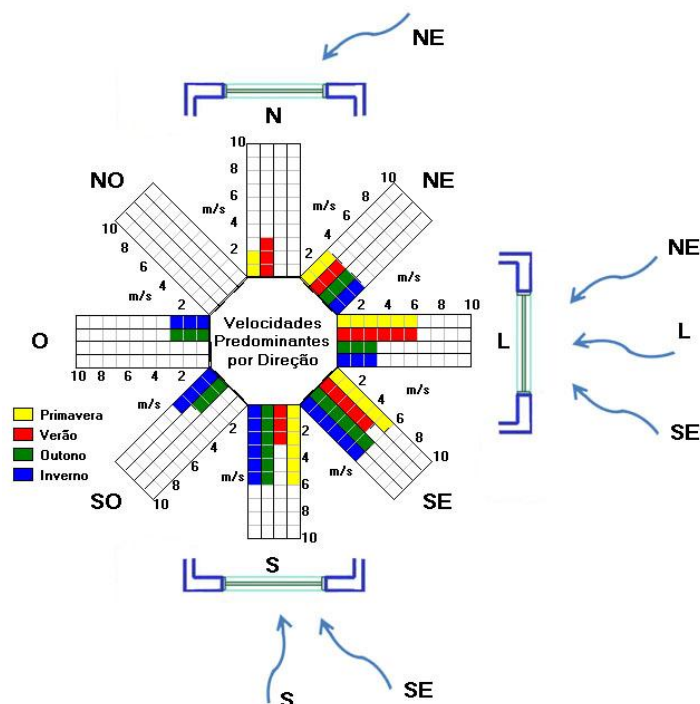 NE
N
10
8
6
4
2
m/s
NO
10
8
6
4
2
m/s
NE
10
8
6
4
2
m/s
O
10 8 6 4 2
m/s
Velocidades
Predominantes
por Direção
2 4 6 8 10
L
NE
L
SE
Primavera
Verão
Outono
Inverno
SO
m/s
2
4
6
8
10
S
m/s
2
4
6
8
10
SE
m/s
2
4
6
8
10
S
SE